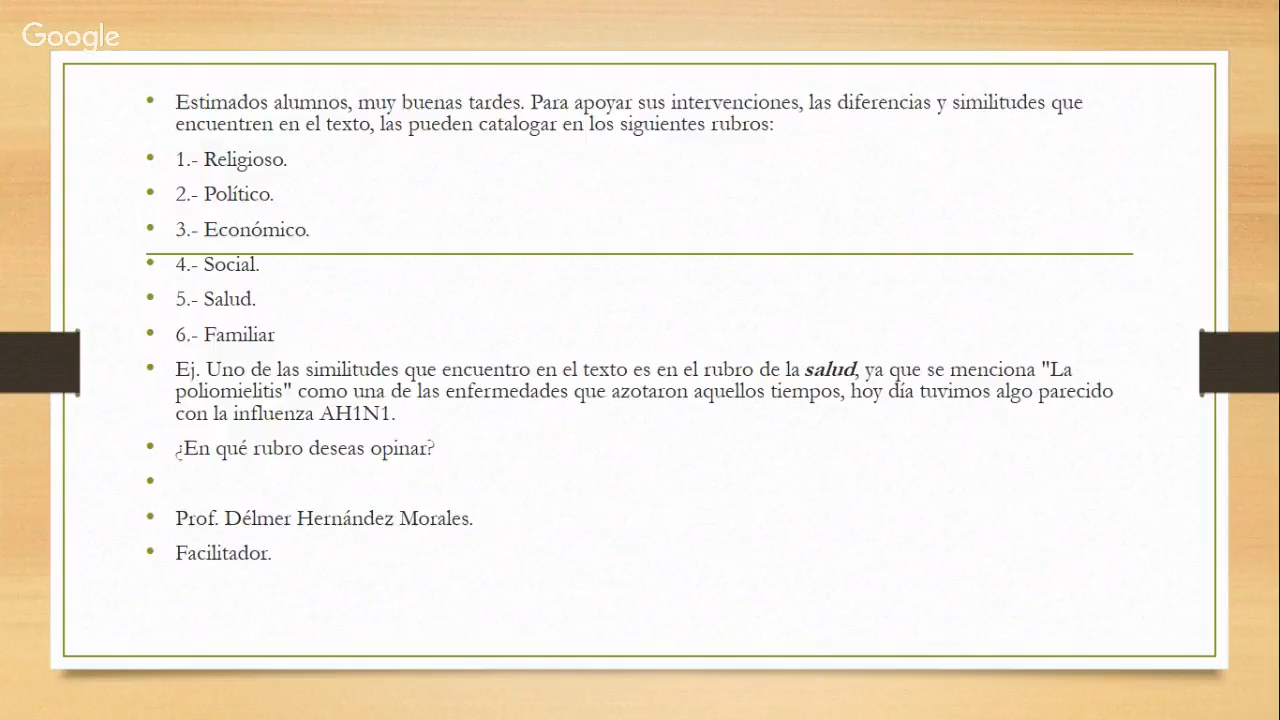 Google
• Estimados alumnos, muy buenas tardes. Para apoyar sus intervenciones, las diferencias y similitudes que
encuentren en el texto, las pueden catalogar en los siguientes rubros:
• 1.- Religioso.
• 2.- Político.
• 3.- Económico.
• 4.- Social.
• 5.- Salud.
• 6.- Familiar
• Ej. Uno de las similitudes que encuentro en el texto es en el rubro de la salud, ya que se menciona "La
poliomielitis" como una de las enfermedades que azotaron aquellos tiempos, hoy día tuvimos algo parecido
con la influenza AH1N1.
• ¿En qué rubro deseas opinar?
•
• Prof. Délmer Hernández Morales.
• Facilitador.